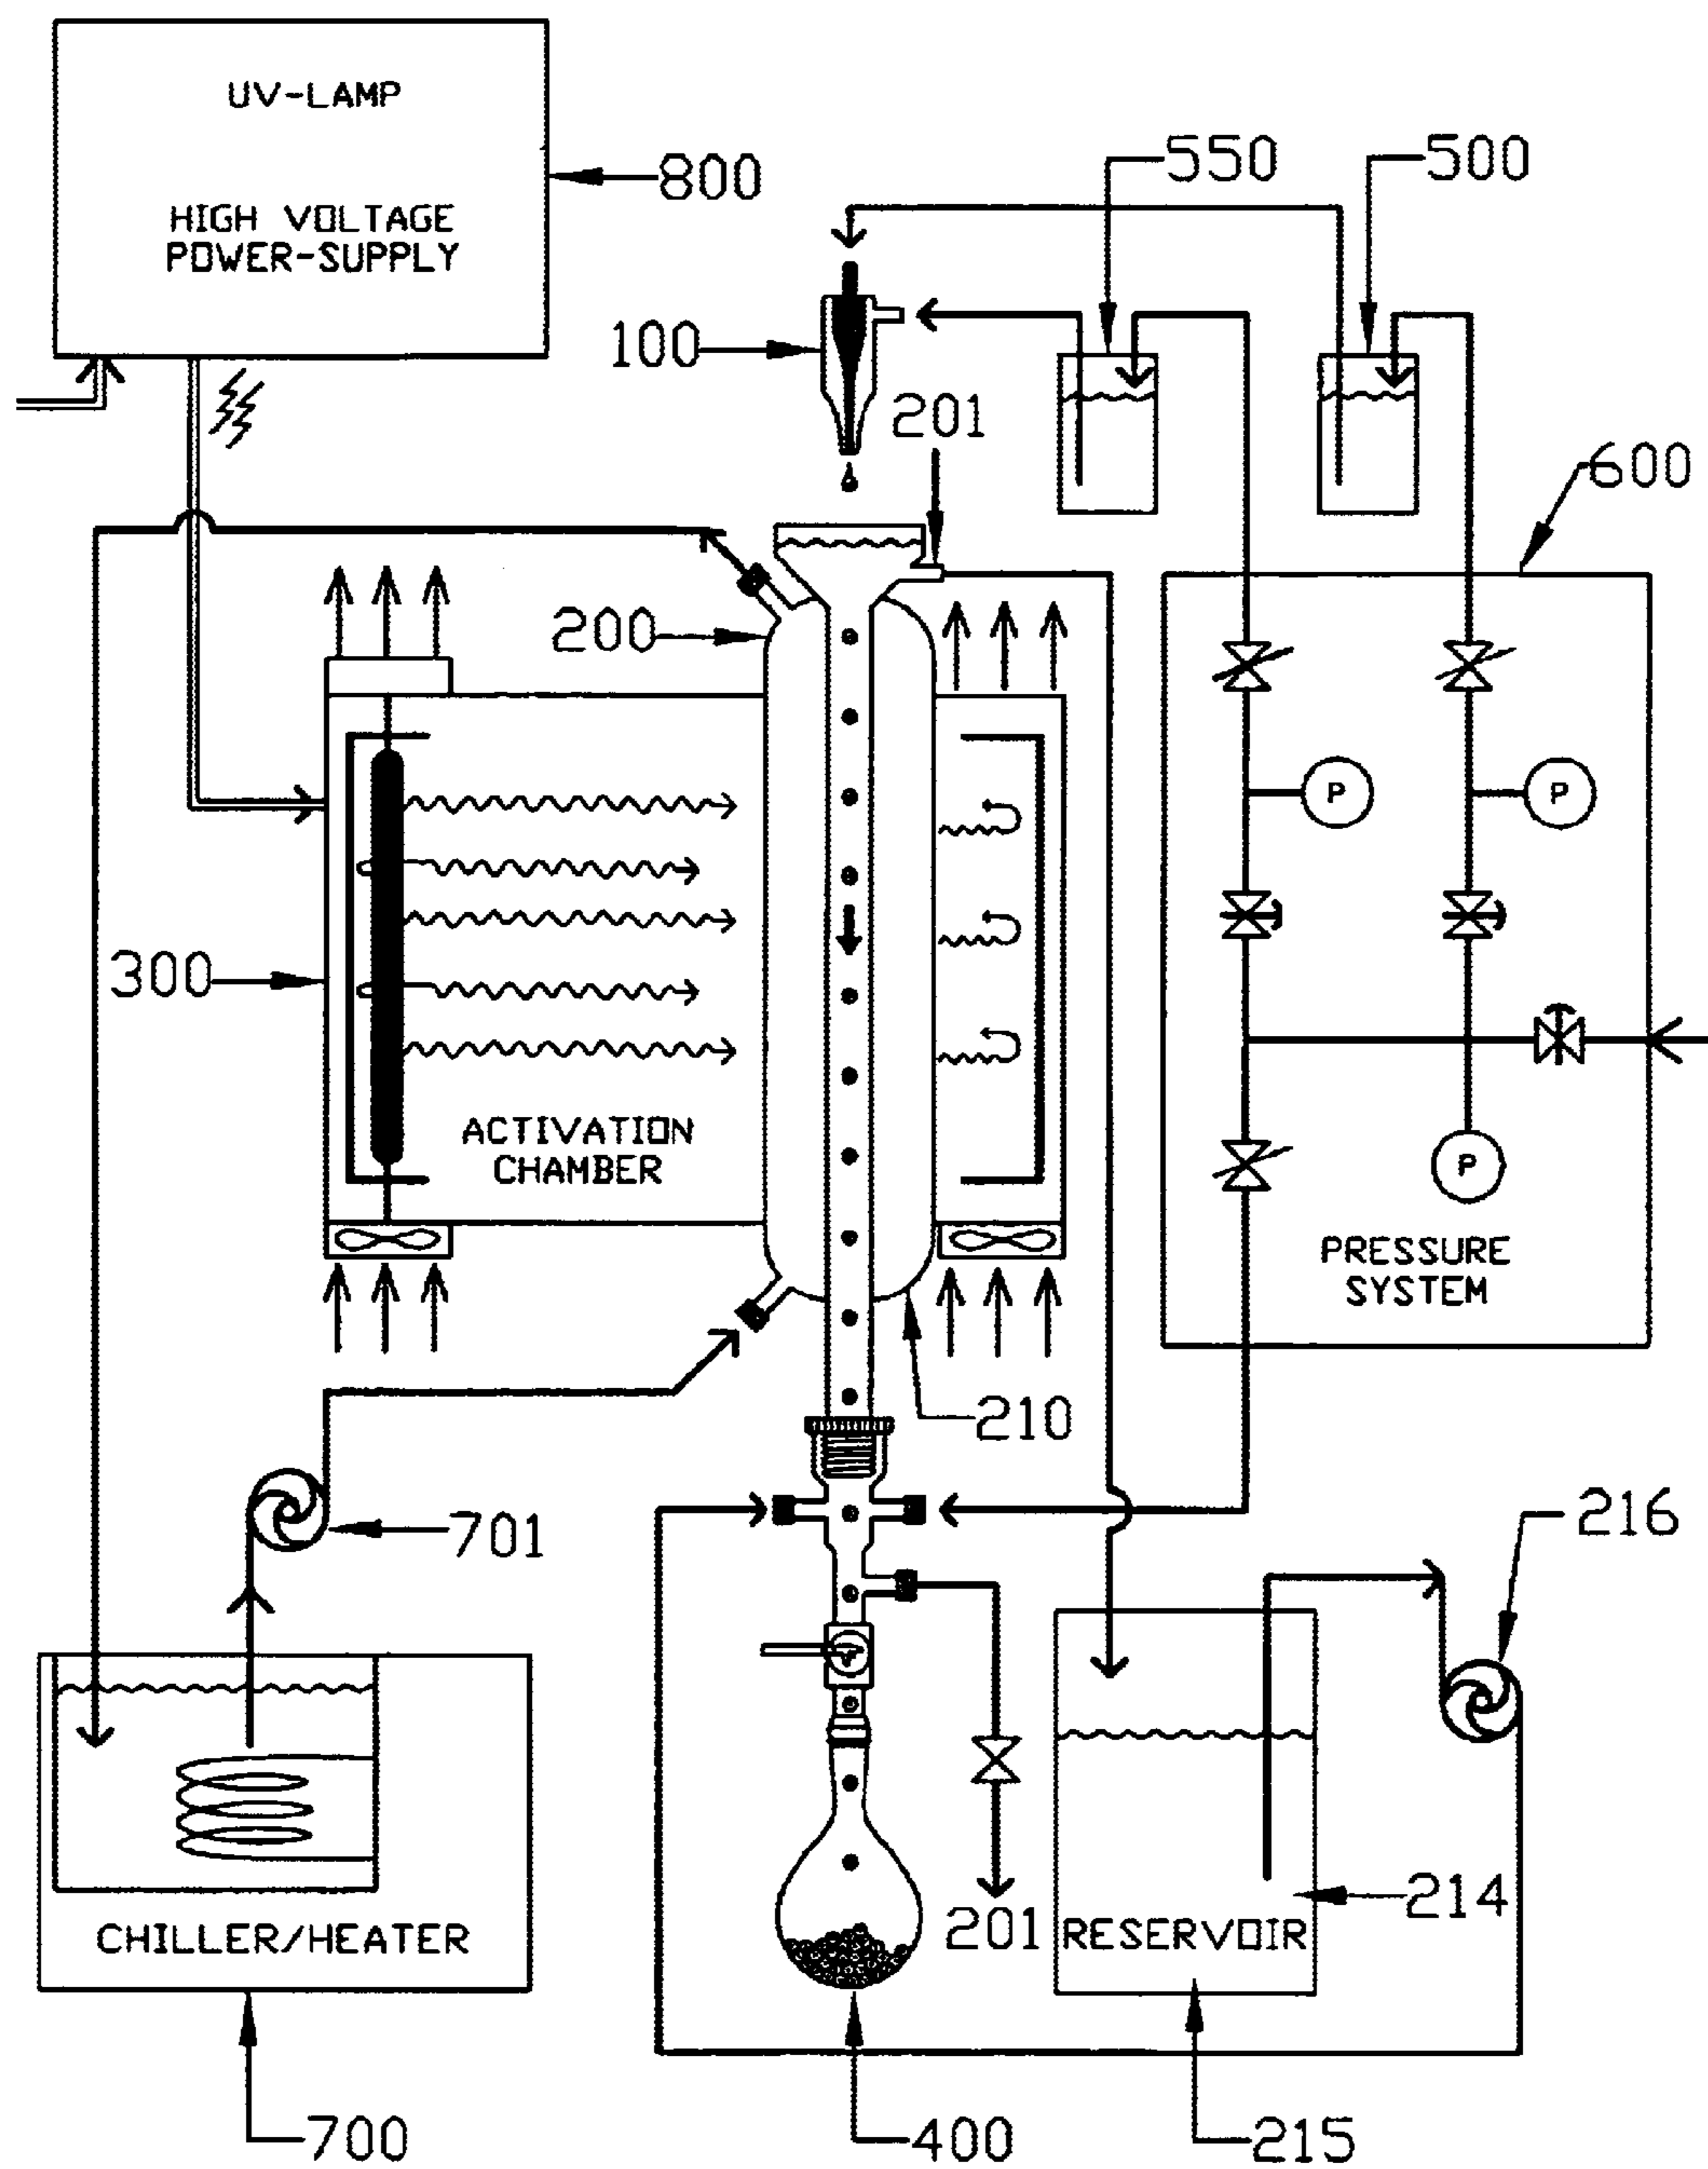 UV-LAMP
HIGH VOLTAGE
POWER-SUPPLY
800
550
500
100
201
600
200
P
P
300
ACTIVATION
CHAMBER
P
PRESSURE
SYSTEM
210
701
216
214
201
RESERVOIR
CHILLER/HEATER
700
400
215